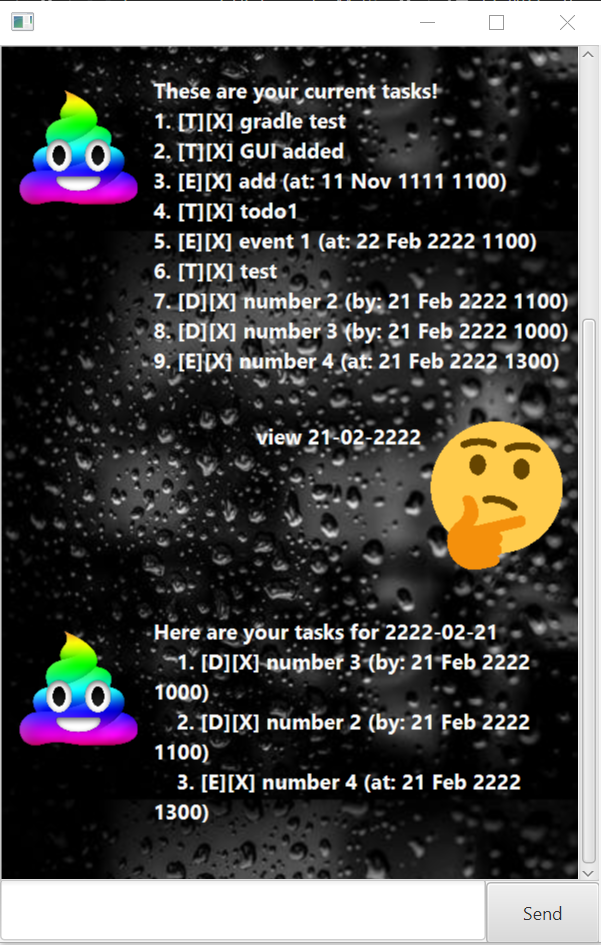 These are your current tasks!
1. [T][X] gradle test
2. [T][X] GUI added
3. [E][X] add (at: 11 Nov 1111 1100)
4. [T][X] todo1
5. [E][X] event 1 (at: 22 Feb 2222 1100)
6. [T][X] test
7. [D][X] number 2 (by: 21 Feb 2222 1100)
8. [D][X] number 3 (by: 21 Feb 2222 1000)
9. [E][X] number 4 (at: 21 Feb 2222 1300)
view 21-02-2222
Here are your tasks for 2222-02-21
1. [D][X] number 3 (by: 21 Feb 2222
1000)
2. [D][X] number 2 (by: 21 Feb 2222
1100)
3. [E][X] number 4 (at: 21 Feb 2222
1300)
Send